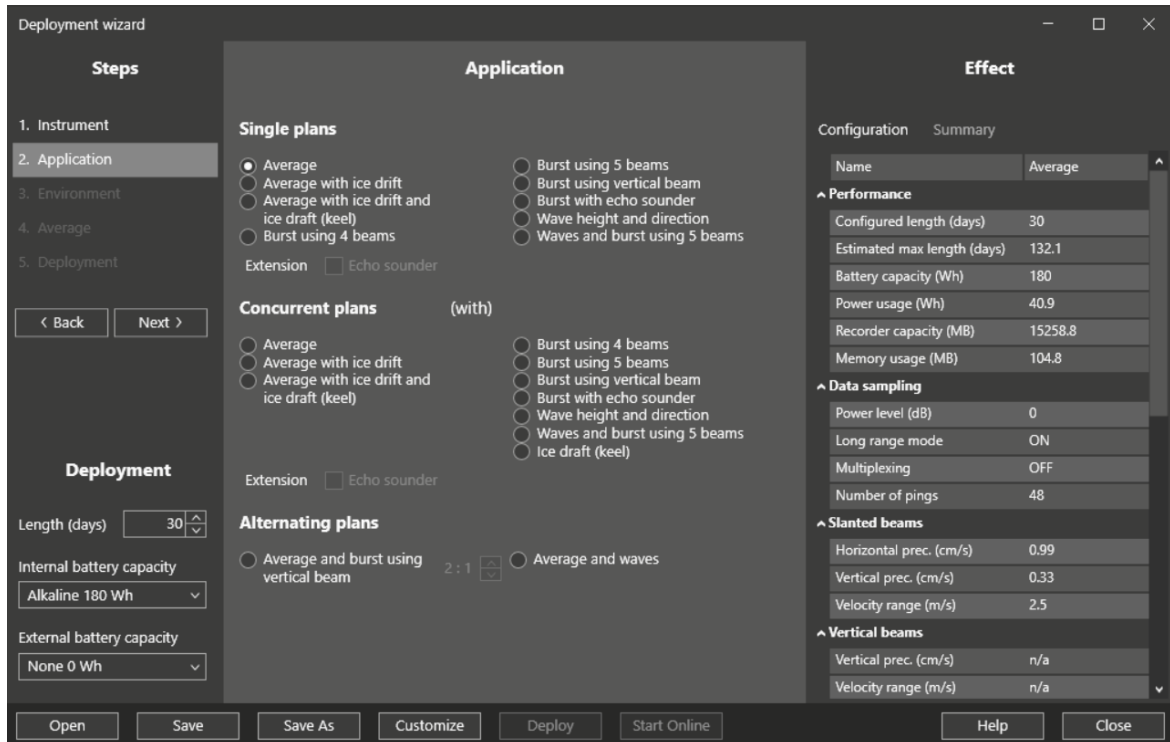 Deployment wizard
Steps
1. Instrument
2. Application
3. Environment
4. Average
5. Deployment
< Back
Next >
Deployment
Length (days) 30
Internal battery capacity
Alkaline 180 Wh
External battery capacity
None 0 Wh
Application
Single plans
Average
Average with ice drift
Average with ice drift and
ice draft (keel)
Burst using 4 beams
Burst using 5 beams
Burst using vertical beam
Burst with echo sounder
Wave height and direction
Waves and burst using 5 beams
Extension Echo sounder
Concurrent plans (with)
Average
Average with ice drift
Average with ice drift and
ice draft (keel)
Burst using 4 beams
Burst using 5 beams
Burst using vertical beam
Burst with echo sounder
Wave height and direction
Waves and burst using 5 beams
Ice draft (keel)
Extension Echo sounder
Alternating plans
Average and burst using
vertical beam
2 : 1
Average and waves
Effect
Configuration Summary
Name Average
Performance
Configured length (days) 30
Estimated max length (days) 132.1
Battery capacity (Wh) 180
Power usage (Wh) 40.9
Recorder capacity (MB) 15258.8
Memory usage (MB) 104.8
Data sampling
Power level (dB) 0
Long range mode ON
Multiplexing OFF
Number of pings 48
Slanted beams
Horizontal prec. (cm/s) 0.99
Vertical prec. (cm/s) 0.33
Velocity range (m/s) 2.5
Vertical beams
Vertical prec. (cm/s) n/a
Velocity range (m/s) n/a
Open
Save
Save As
Customize
Deploy
Start Online
Help
Close